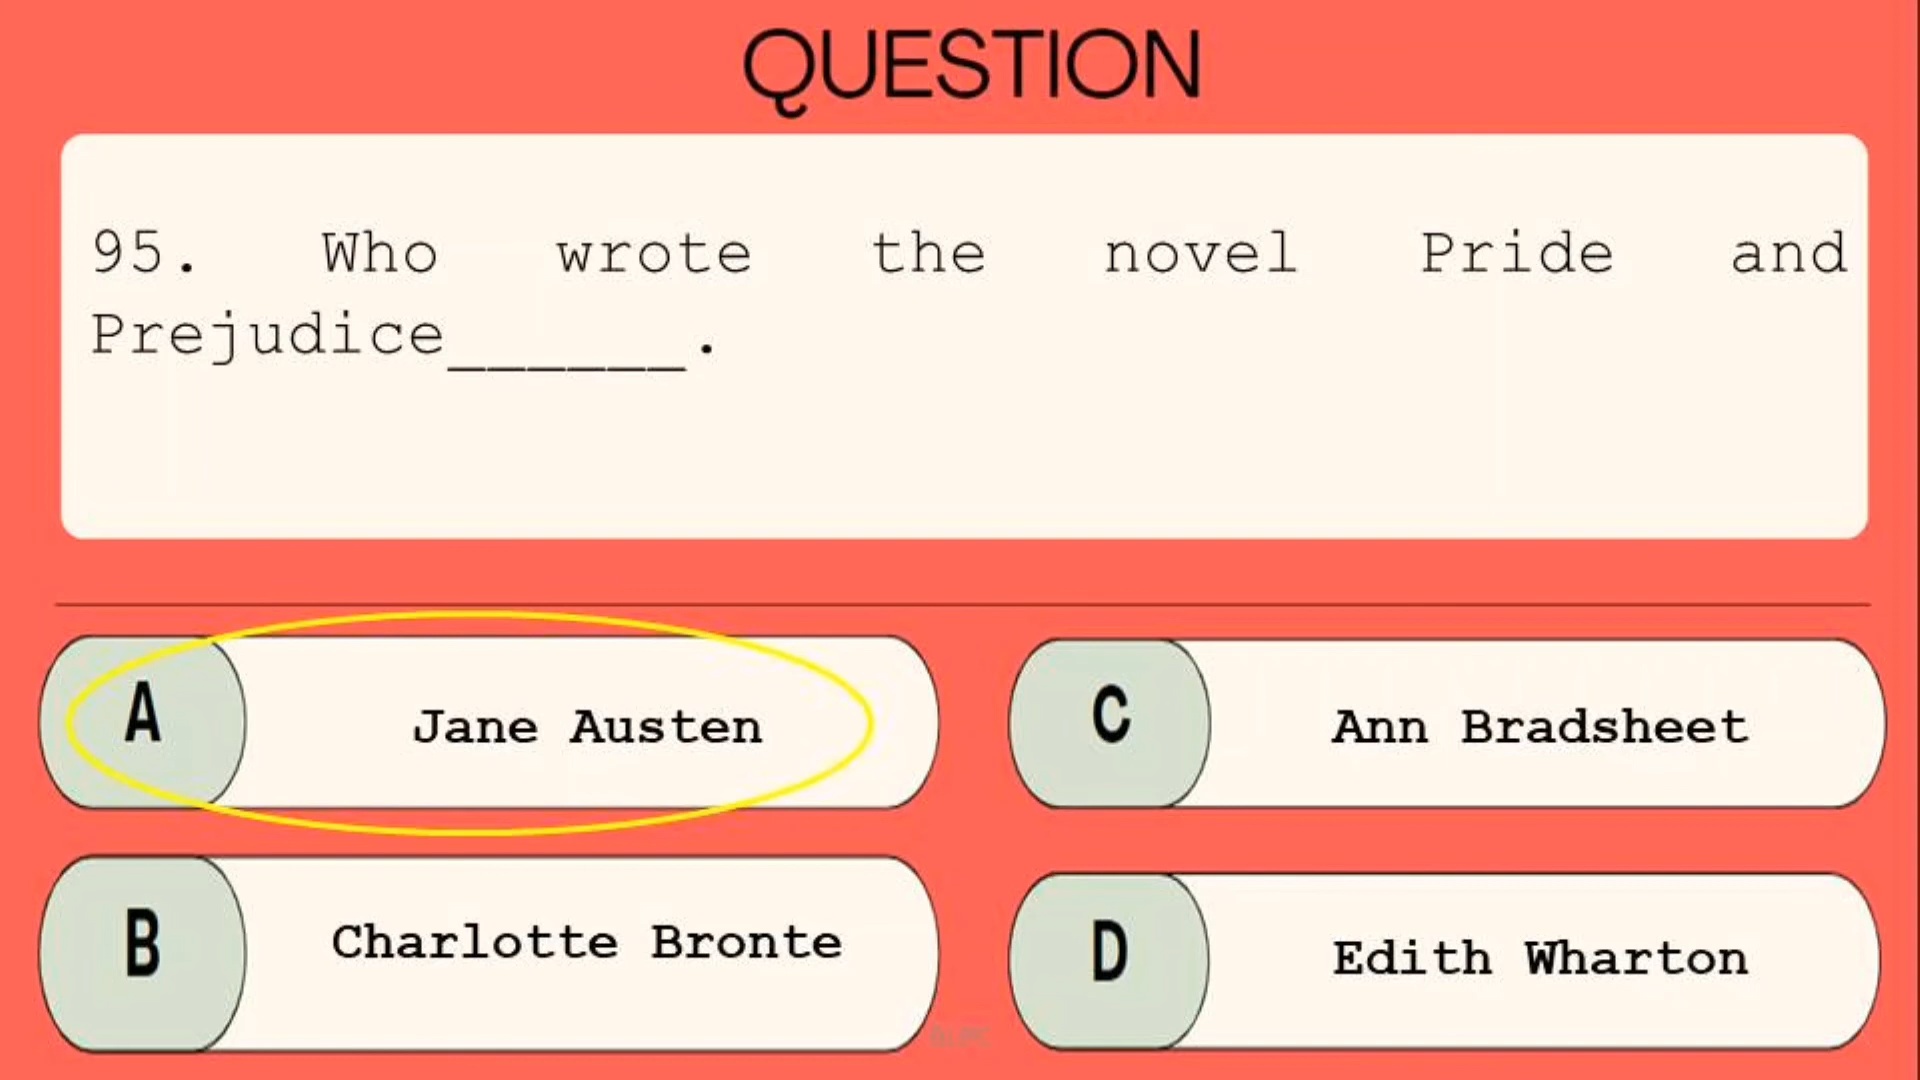 QUESTION
95. Who wrote the novel Pride and
Prejudice______.
A
Jane Austen
B
Charlotte Bronte
C
Ann Bradsheet
D
Edith Wharton